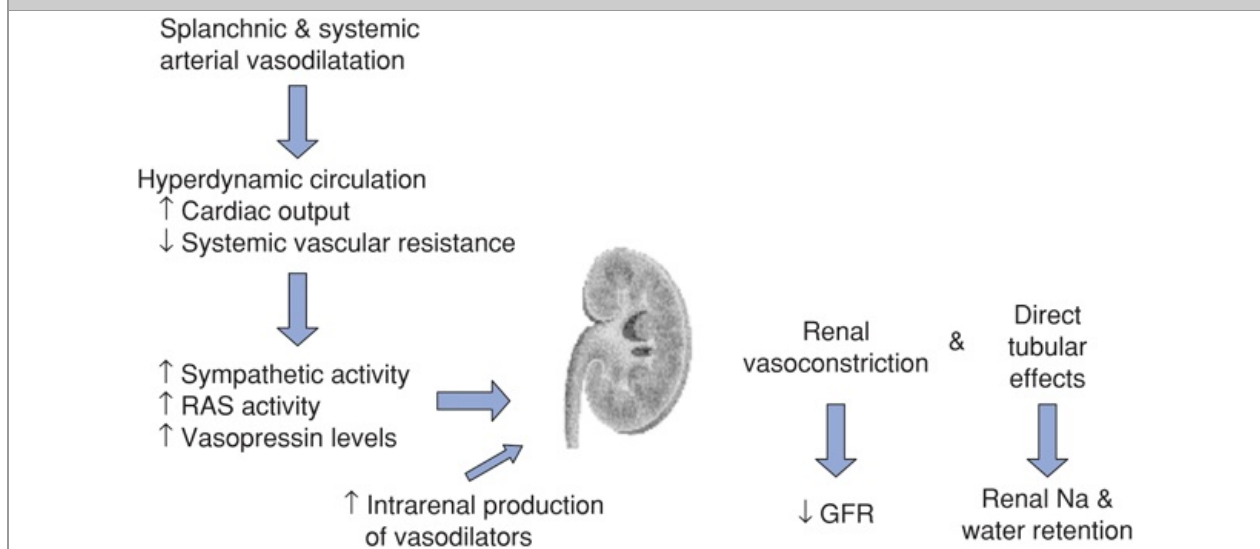 Splanchnic & systemic
arterial vasodilatation
Hyperdynamic circulation
↑ Cardiac output
↓ Systemic vascular resistance
↑ Sympathetic activity
↑ RAS activity
↑ Vasopressin levels
↑ Intrarenal production
of vasodilators
Renal
vasoconstriction
&
Direct
tubular
effects
↓ GFR
Renal Na &
water retention